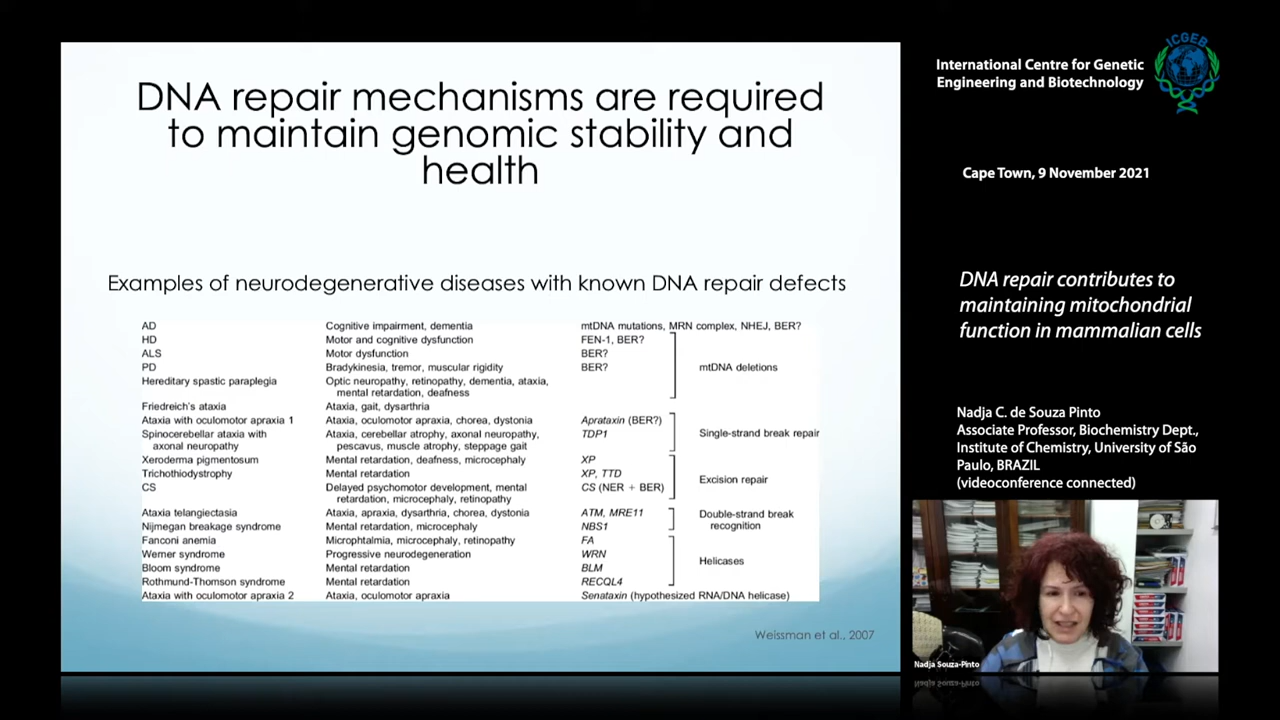 DNA repair mechanisms are required
to maintain genomic stability and
health
Examples of neurodegenerative diseases with known DNA repair defects
AD Cognitive impairment, dementia mtDNA mutations, MRN complex, NHEJ, BER?
HD Motor and cognitive dysfunction FEN-1, BER?
ALS Motor dysfunction BER?
PD Bradykinesia, tremor, muscular rigidity BER? mtDNA deletions
Hereditary spastic paraplegia Optic neuropathy, retinopathy, dementia, ataxia,
mental retardation, deafness
Friedreich's ataxia Ataxia, gait, dysarthria
Ataxia with oculomotor apraxia 1 Ataxia, oculomotor apraxia, chorea, dystonia Aprataxin (BER?)
Spinocerebellar ataxia with Ataxia, cerebellar atrophy, axonal neuropathy, TDP1 Single-strand break repair
axonal neuropathy pescavus, muscle atrophy, steppage gait
Xeroderma pigmentosum Mental retardation, deafness, microcephaly XP
Trichothiodystrophy Mental retardation XP, TTD Excision repair
CS Delayed psychomotor development, mental CS (NER + BER)
retardation, microcephaly, retinopathy
Ataxia telangiectasia Ataxia, apraxia, dysarthria, chorea, dystonia ATM, MRE11 Double-strand break
Nijmegan breakage syndrome Mental retardation, microcephaly NBS1 recognition
Fanconi anemia Microphtalmia, microcephaly, retinopathy FA
Werner syndrome Progressive neurodegeneration WRN Helicases
Bloom syndrome Mental retardation BLM
Rothmund-Thomson syndrome Mental retardation RECQL4
Ataxia with oculomotor apraxia 2 Ataxia, oculomotor apraxia Senataxin (hypothesized RNA/DNA helicase)
Weissman et al., 2007
International Centre for Genetic
Engineering and Biotechnology
ICGEB
Cape Town, 9 November 2021
DNA repair contributes to
maintaining mitochondrial
function in mammalian cells
Nadja C. de Souza Pinto
Associate Professor, Biochemistry Dept.,
Institute of Chemistry, University of São
Paulo, BRAZIL
(videoconference connected)
Nadja Souza-Pinto